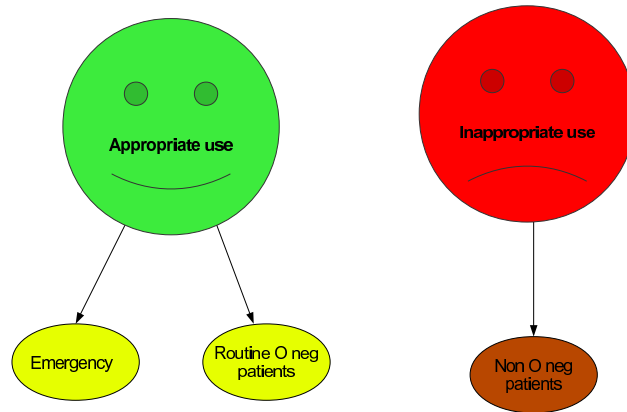 Appropriate use
Inappropriate use
Emergency
Routine O neg
patients
Non O neg
patients